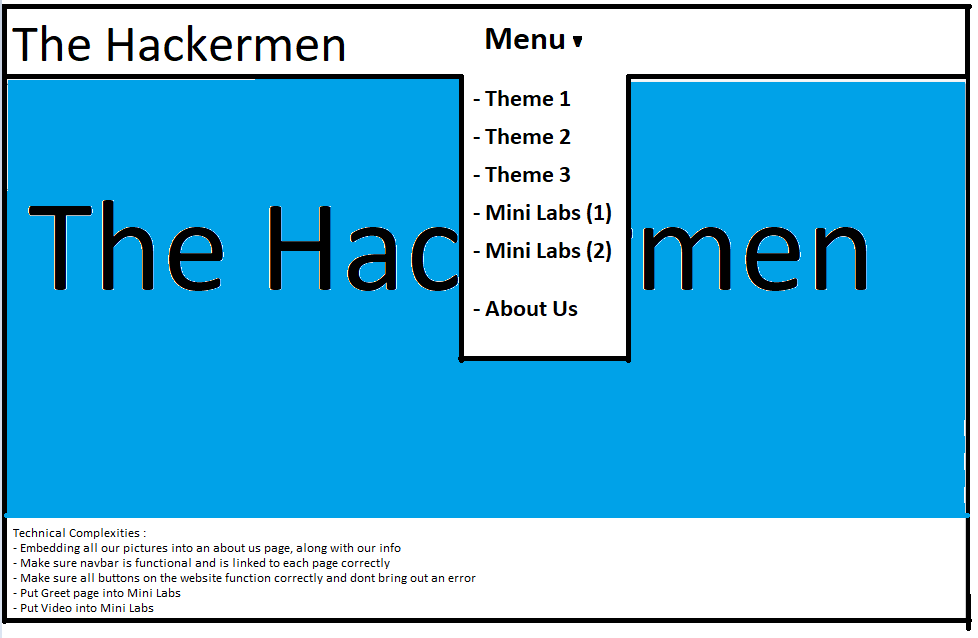 The Hackermen
Menu ▾
- Theme 1
- Theme 2
- Theme 3
- Mini Labs (1)
- Mini Labs (2)
- About Us
The Hac men
Technical Complexities :
- Embedding all our pictures into an about us page, along with our info
- Make sure navbar is functional and is linked to each page correctly
- Make sure all buttons on the website function correctly and dont bring out an error
- Put Greet page into Mini Labs
- Put Video into Mini Labs